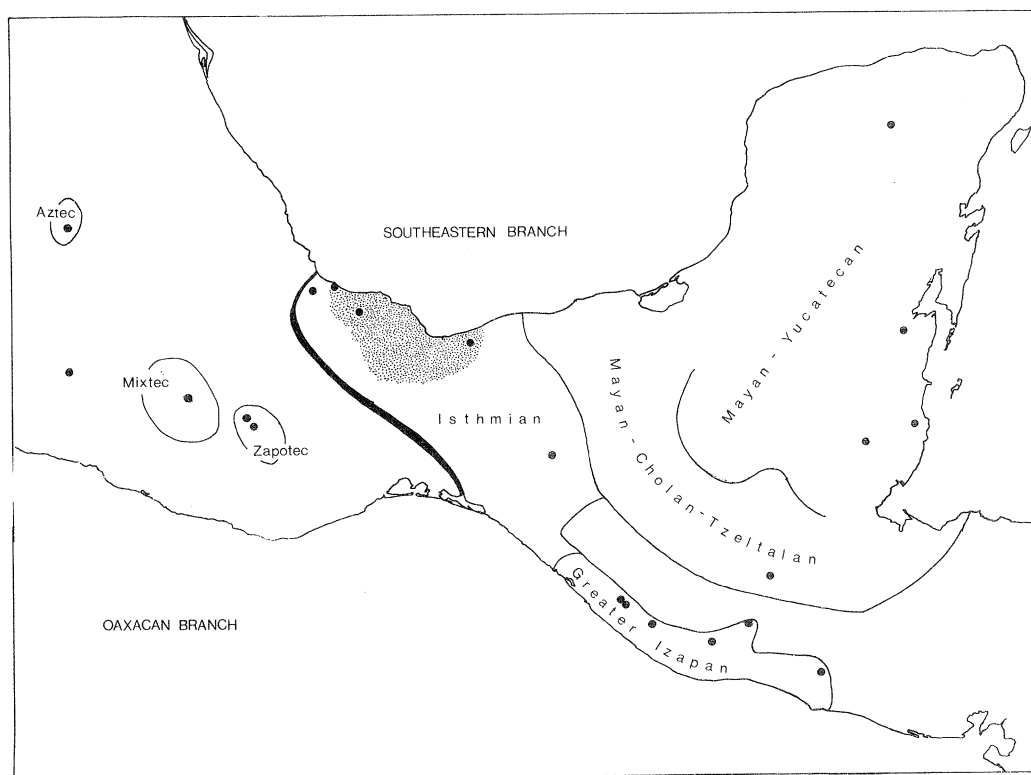 Aztec
SOUTHEASTERN BRANCH
Mayan-Yucatecan
Mixtec
Isthmian
Mayan-Cholan-Tzeltalan
Zapotec
Greater Izapan
OAXACAN BRANCH